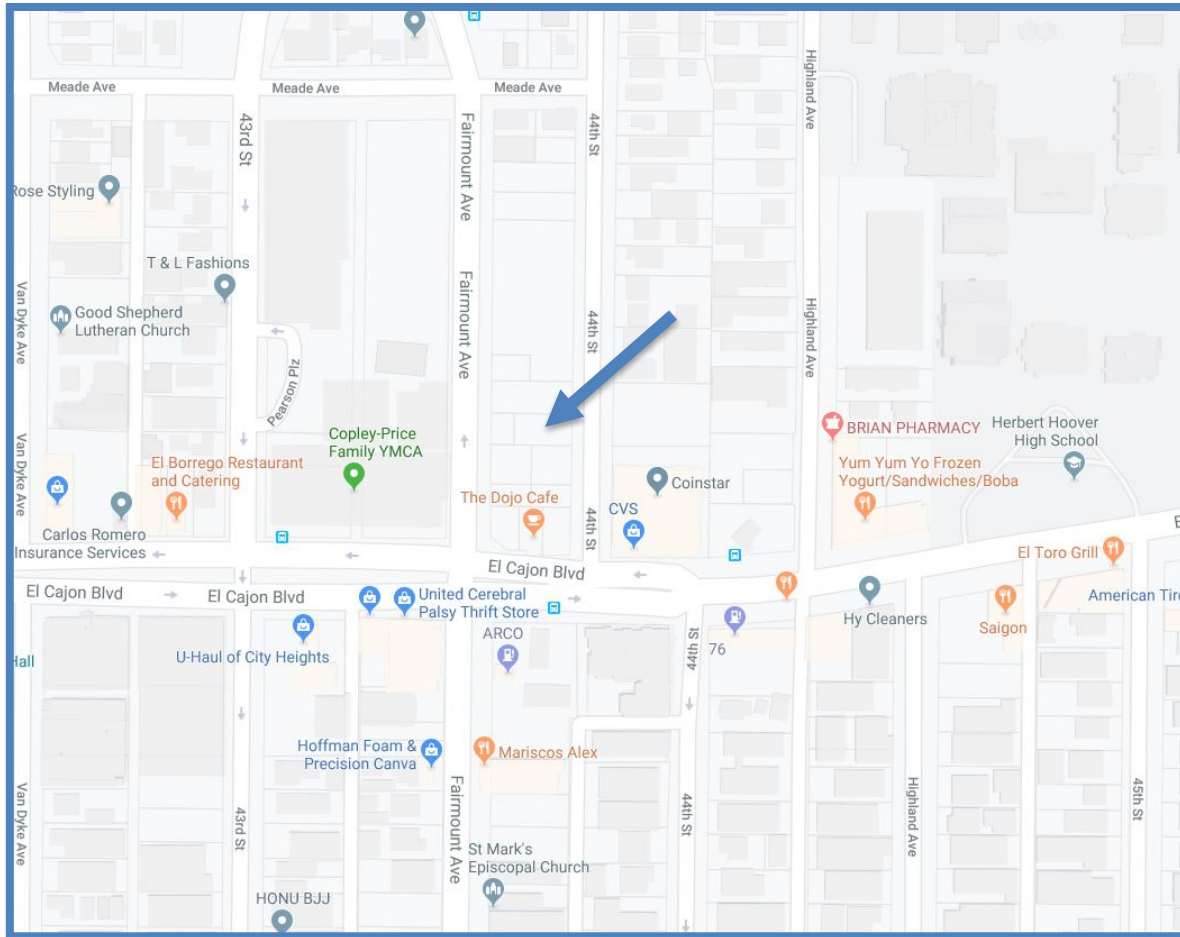 Meade Ave
Meade Ave
Meade Ave
43rd St
Fairmount Ave
44th St
Highland Ave
Rose Styling
T & L Fashions
Van Dyke Ave
Good Shepherd
Lutheran Church
Fairmount Ave
44th St
Highland Ave
Pearson Plz
Van Dyke Ave
Copley-Price
Family YMCA
El Borrego Restaurant
and Catering
The Dojo Cafe
44th St
Coinstar
CVS
BRIAN PHARMACY
Herbert Hoover
High School
Yum Yum Yo Frozen
Yogurt/Sandwiches/Boba
Carlos Romero
Insurance Services
El Cajon Blvd
El Toro Grill
El Cajon Blvd
El Cajon Blvd
United Cerebral
Palsy Thrift Store
ARCO
U-Haul of City Heights
44th St
76
Hy Cleaners
Saigon
American Tire
Hall
Hoffman Foam &
Precision Canva
Mariscos Alex
Van Dyke Ave
43rd St
Fairmount Ave
44th St
Highland Ave
45th St
St Mark's
Episcopal Church
HONU BJJ